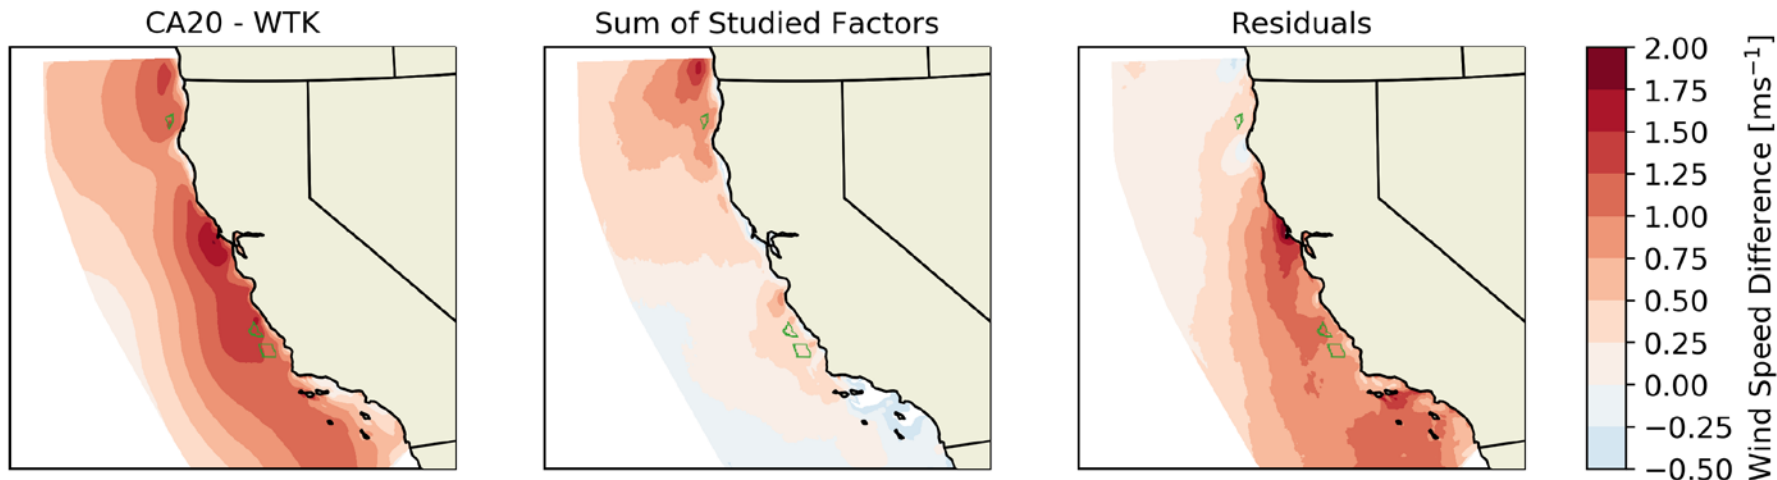 CA20 - WTK
Sum of Studied Factors
Residuals
2.00
1.75
1.50
1.25
1.00
0.75
0.50
0.25
0.00
−0.25
−0.50
Wind Speed Difference [ms⁻¹]